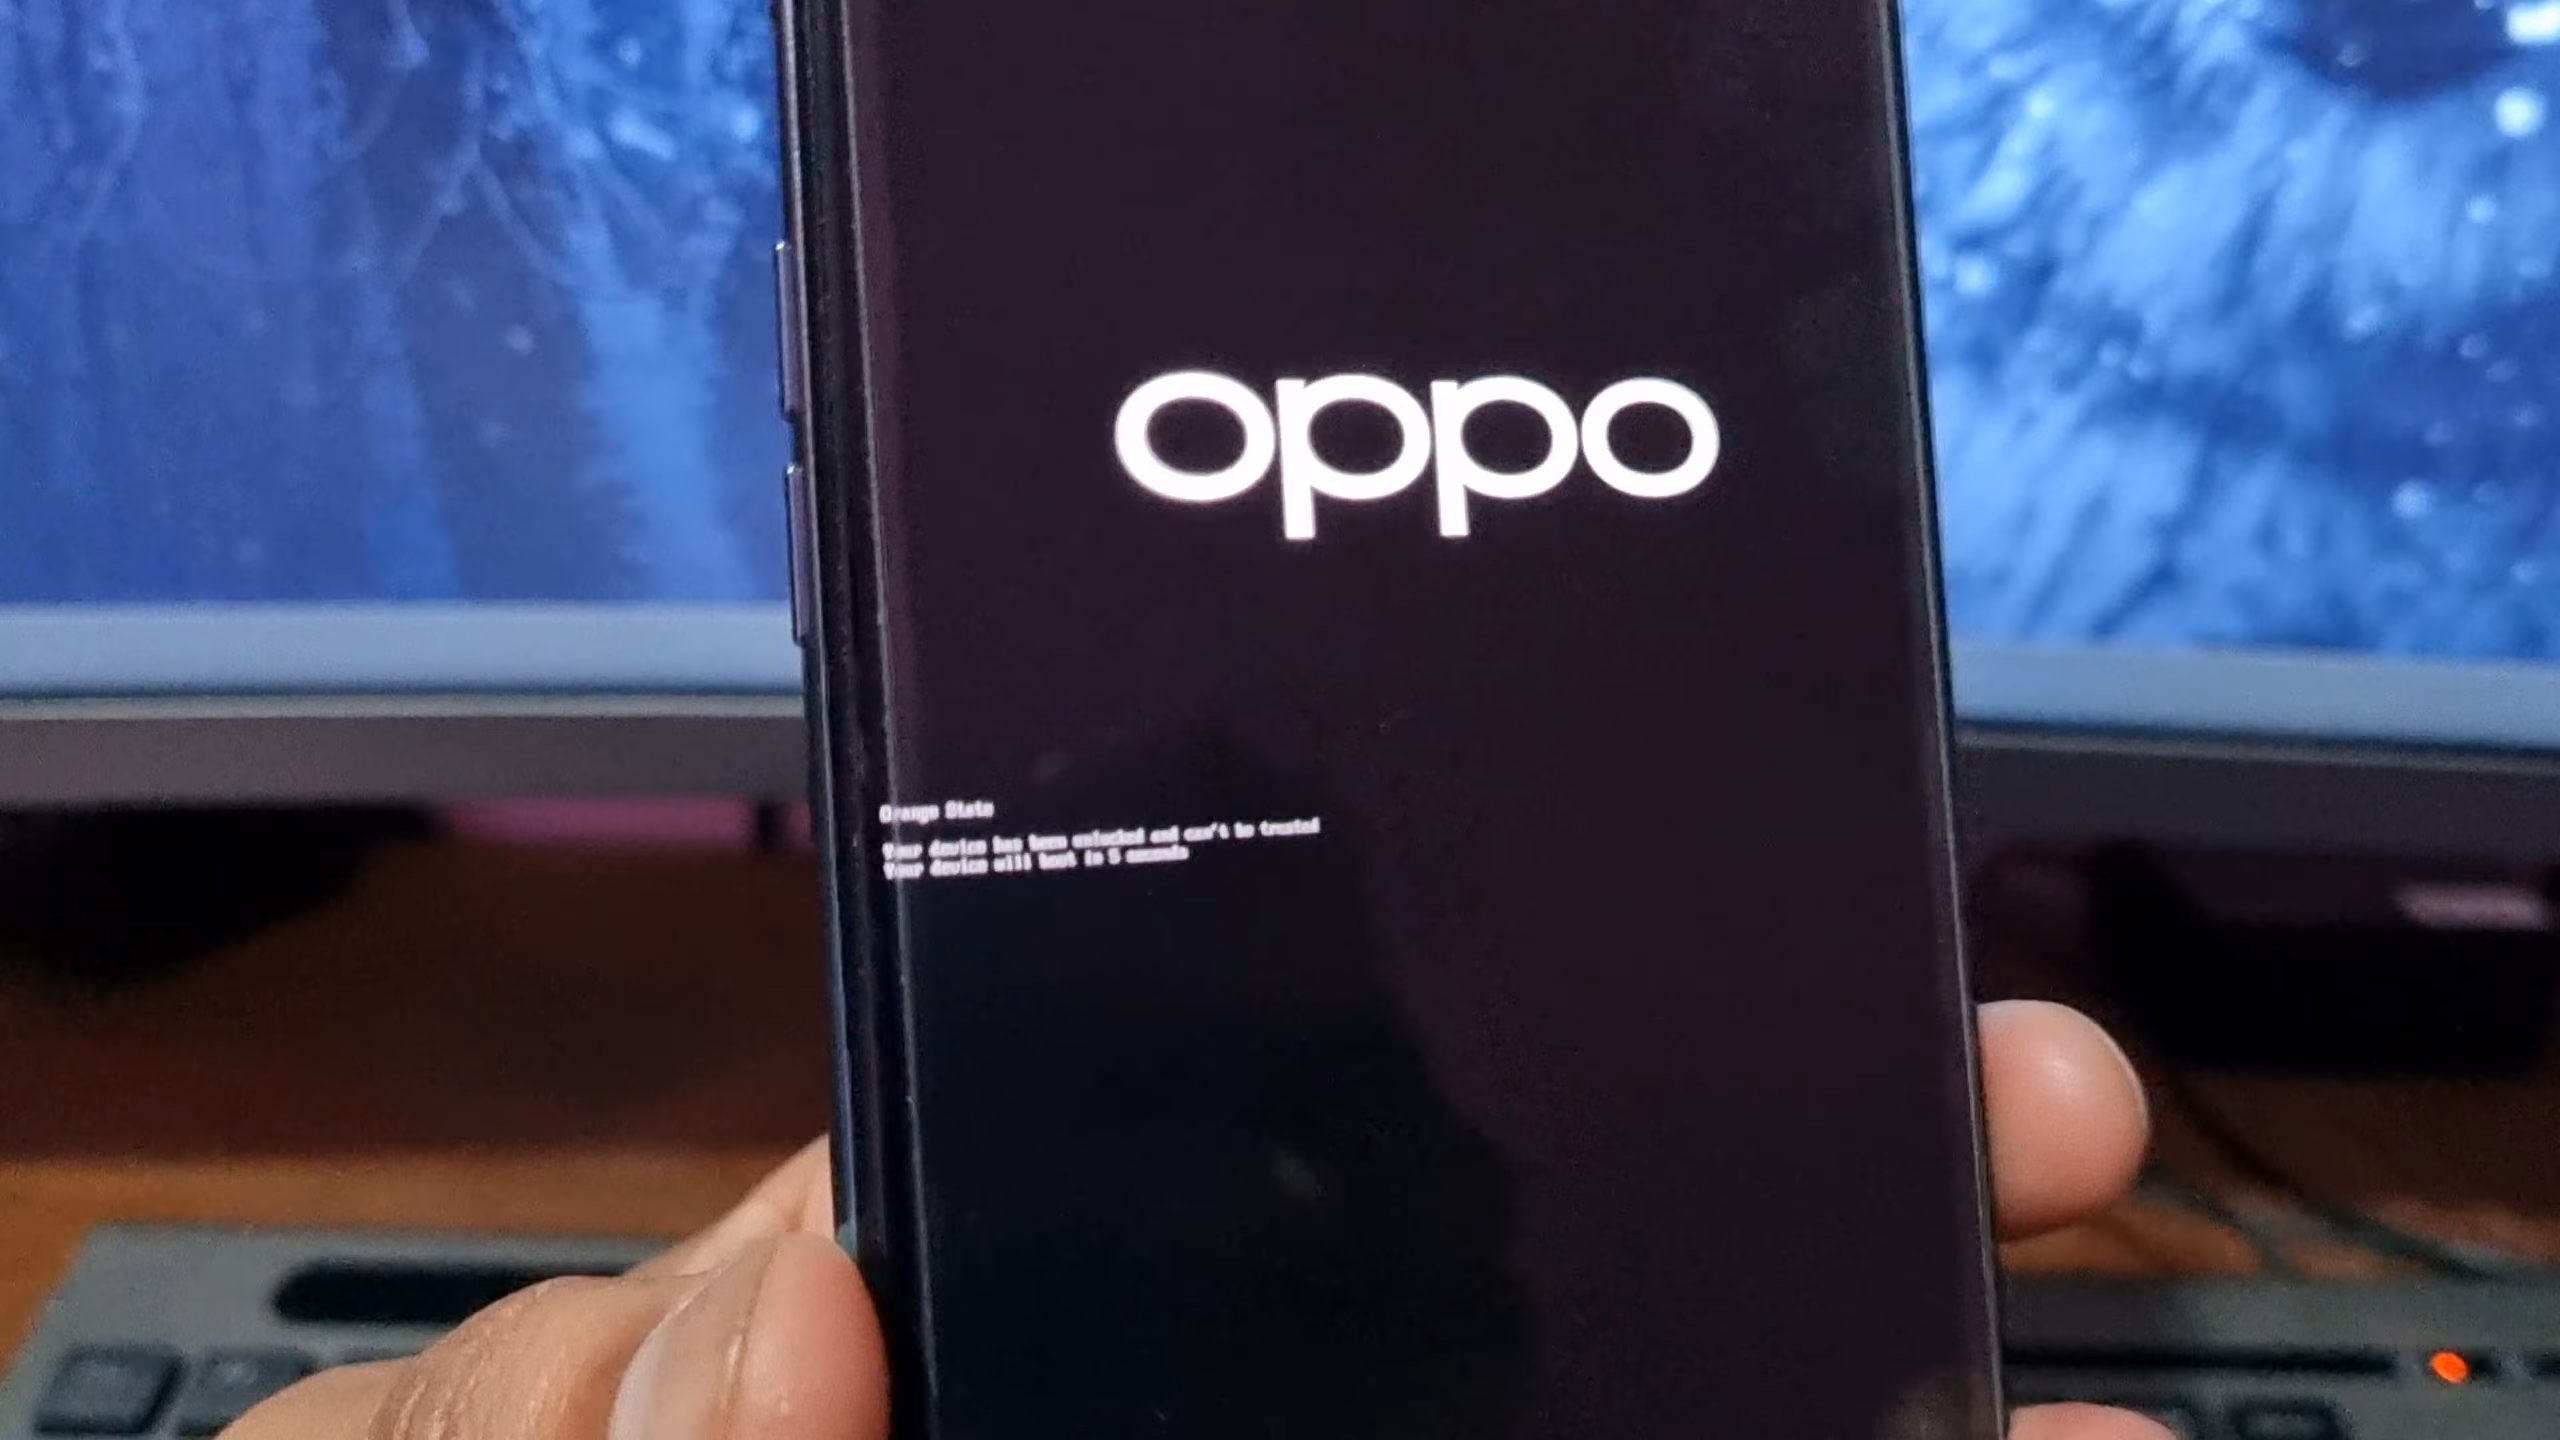 oppo
Orange State
Your device has been unlocked and can't be trusted
Your device will boot in 5 seconds